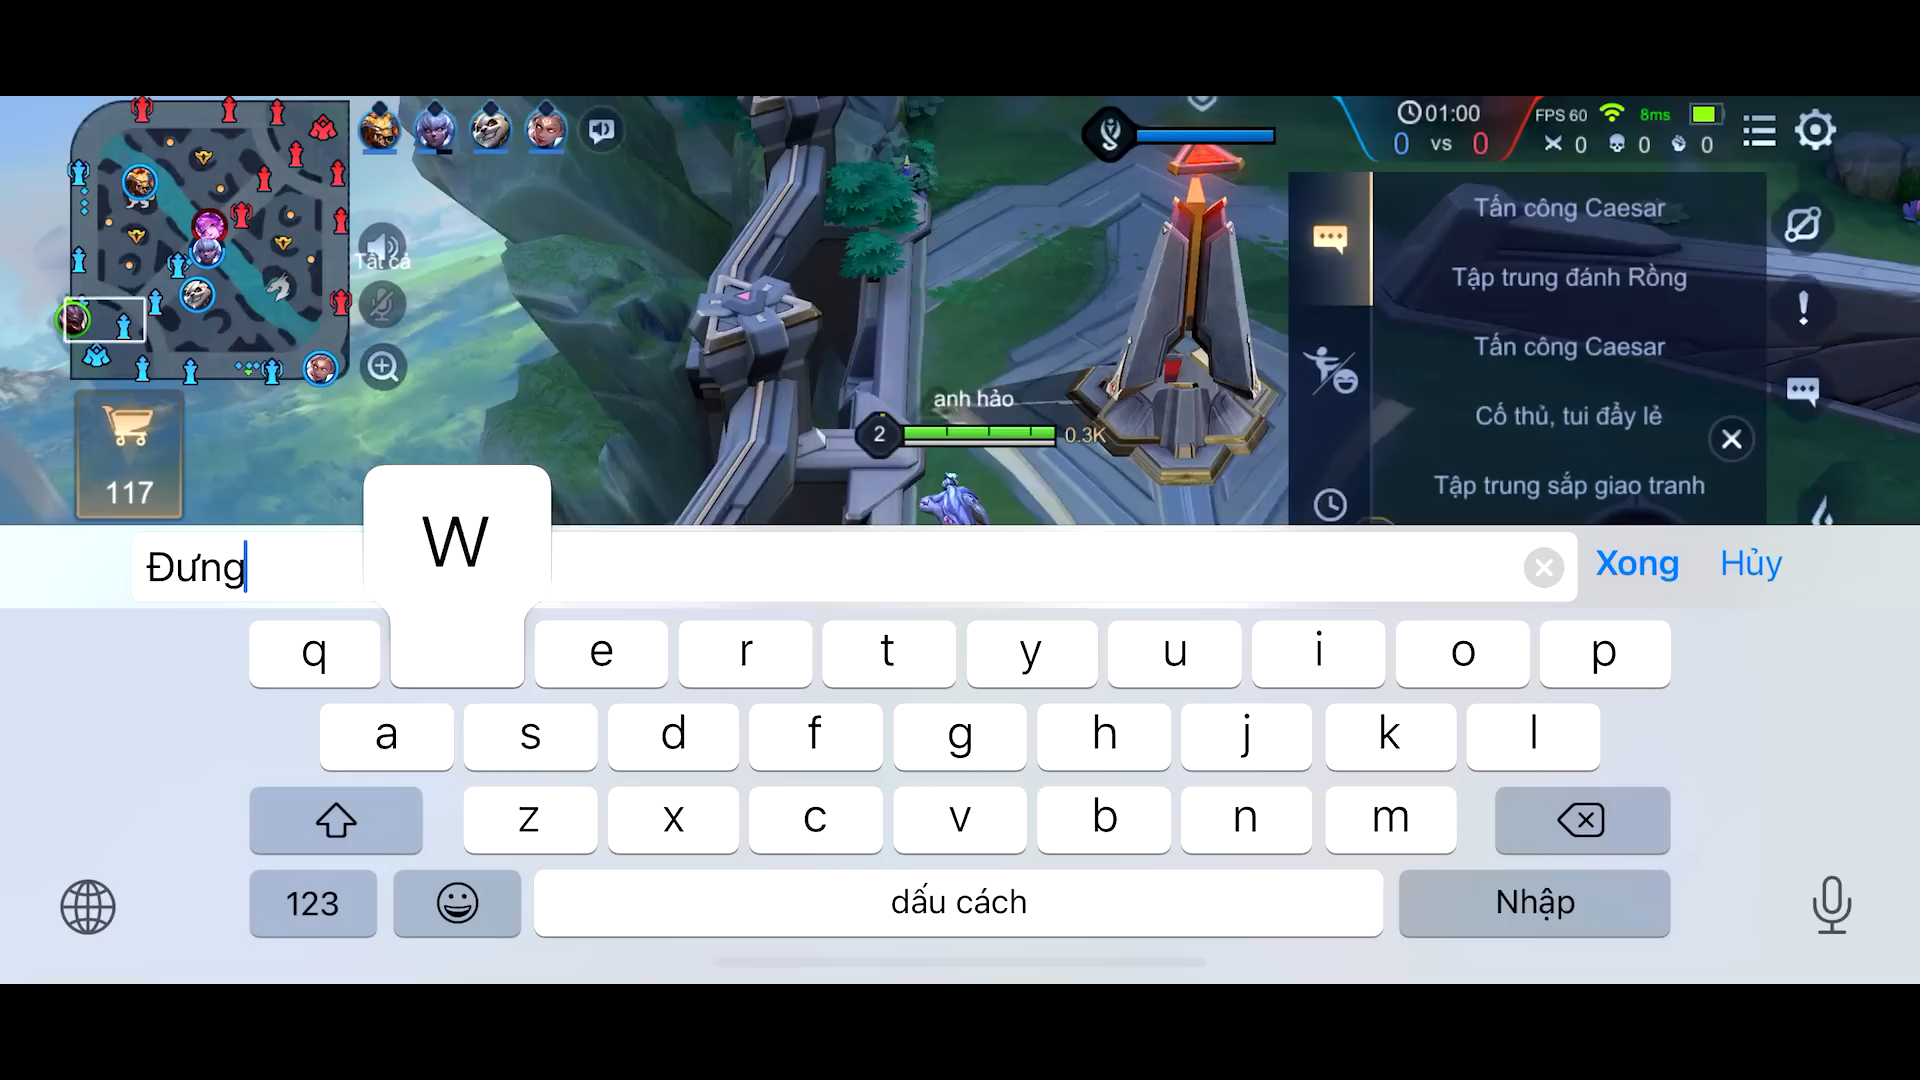 01:00
FPS 60
8ms
0 vs 0
0
0
0
Tất cả
Tấn công Caesar
Tập trung đánh Rồng
Tấn công Caesar
Cố thủ, tui đẩy lẻ
Tập trung sắp giao tranh
anh hảo
2
0.3K
117
Đưng
Xong
Hủy
W
q e r t y u i o p
a s d f g h j k l
z x c v b n m
123
dấu cách
Nhập